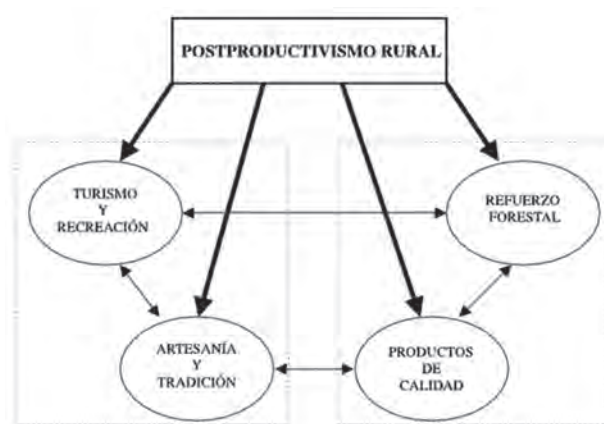 POSTPRODUCTIVISMO RURAL
TURISMO
Y
RECREACIÓN
REFUERZO
FORESTAL
ARTESANÍA
Y
TRADICIÓN
PRODUCTOS
DE
CALIDAD